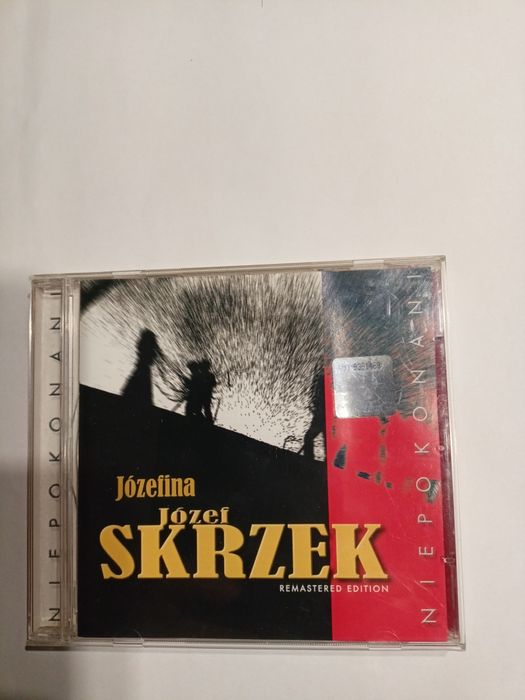 NIEPOKONANI
Józefina
Józef
SKRZEK
REMASTERED EDITION
NIEPOKONANI